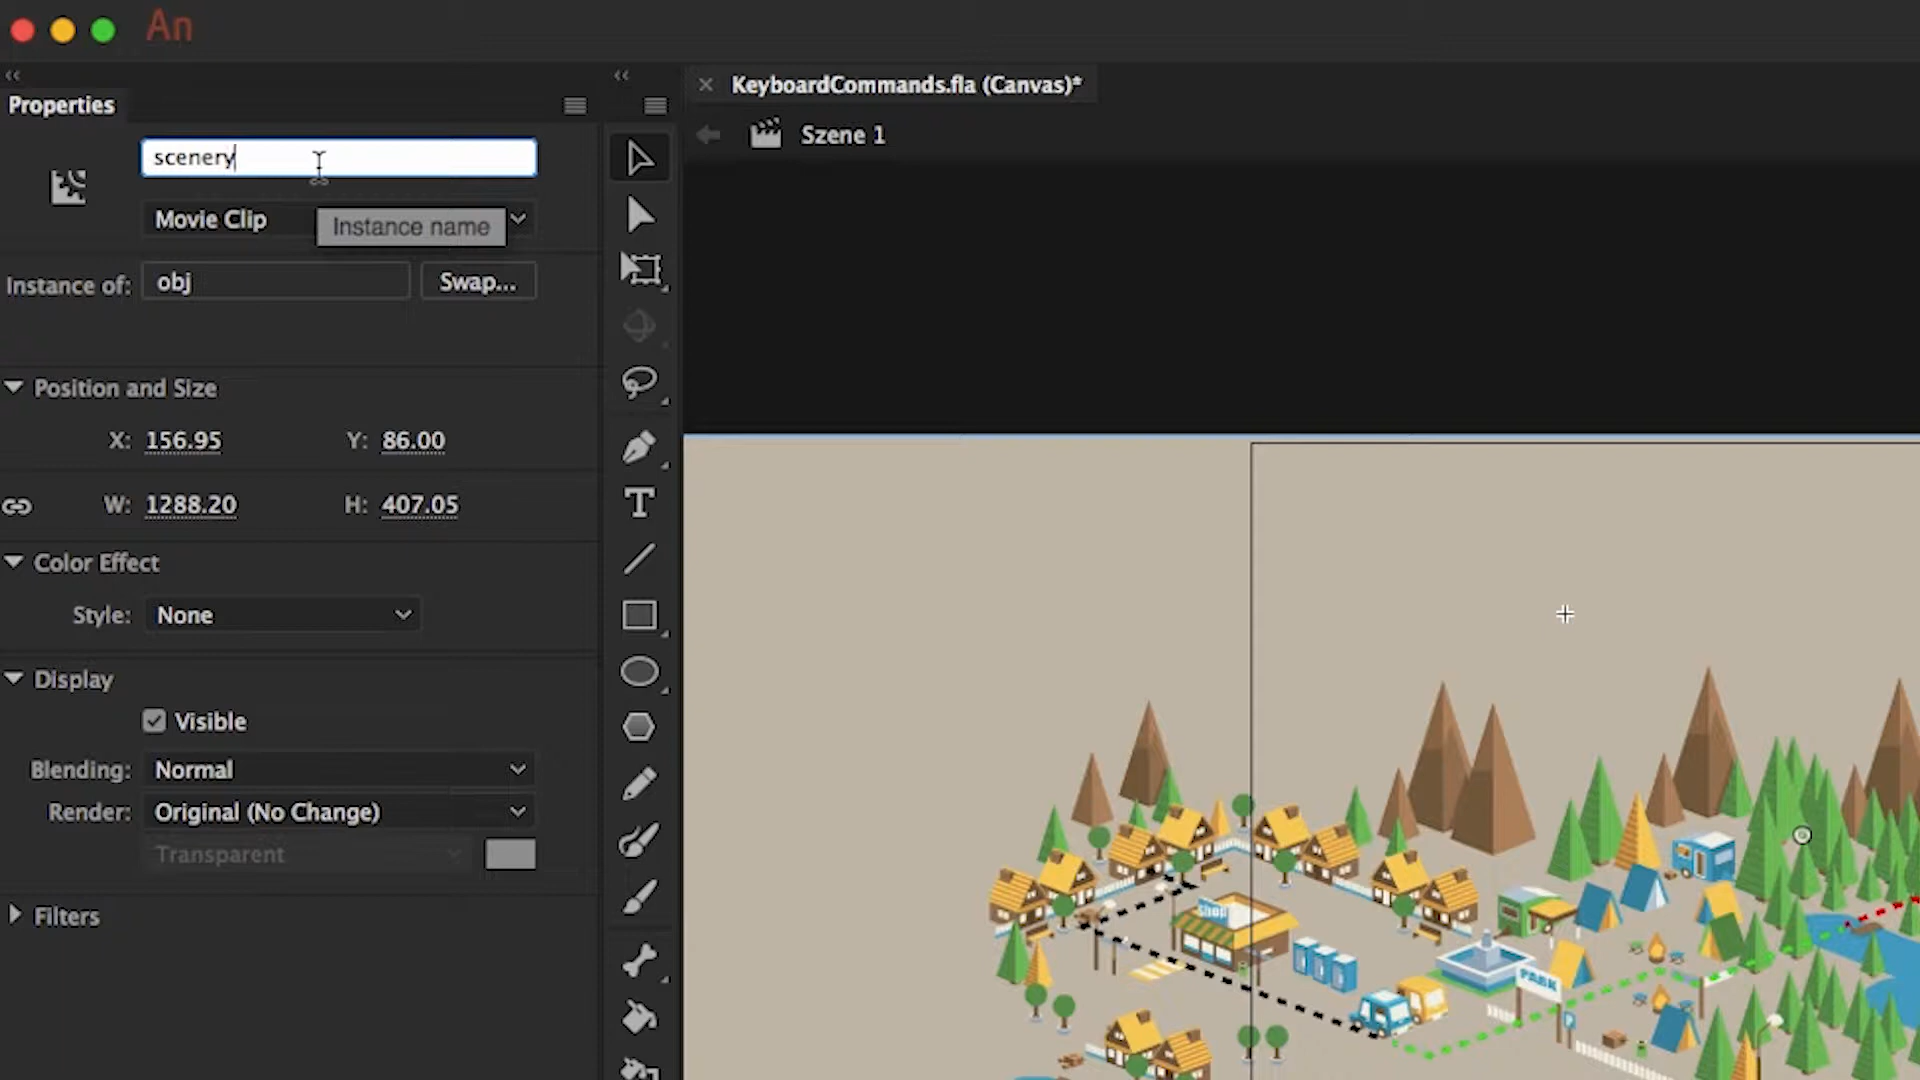 An
Properties
KeyboardCommands.fla (Canvas)*
Szene 1
scenery
Movie Clip
Instance name
Instance of: obj Swap...
Position and Size
X: 156.95 Y: 86.00
W: 1288.20 H: 407.05
Color Effect
Style: None
Display
Visible
Blending: Normal
Render: Original (No Change)
Transparent
Filters
shop
PARK
P